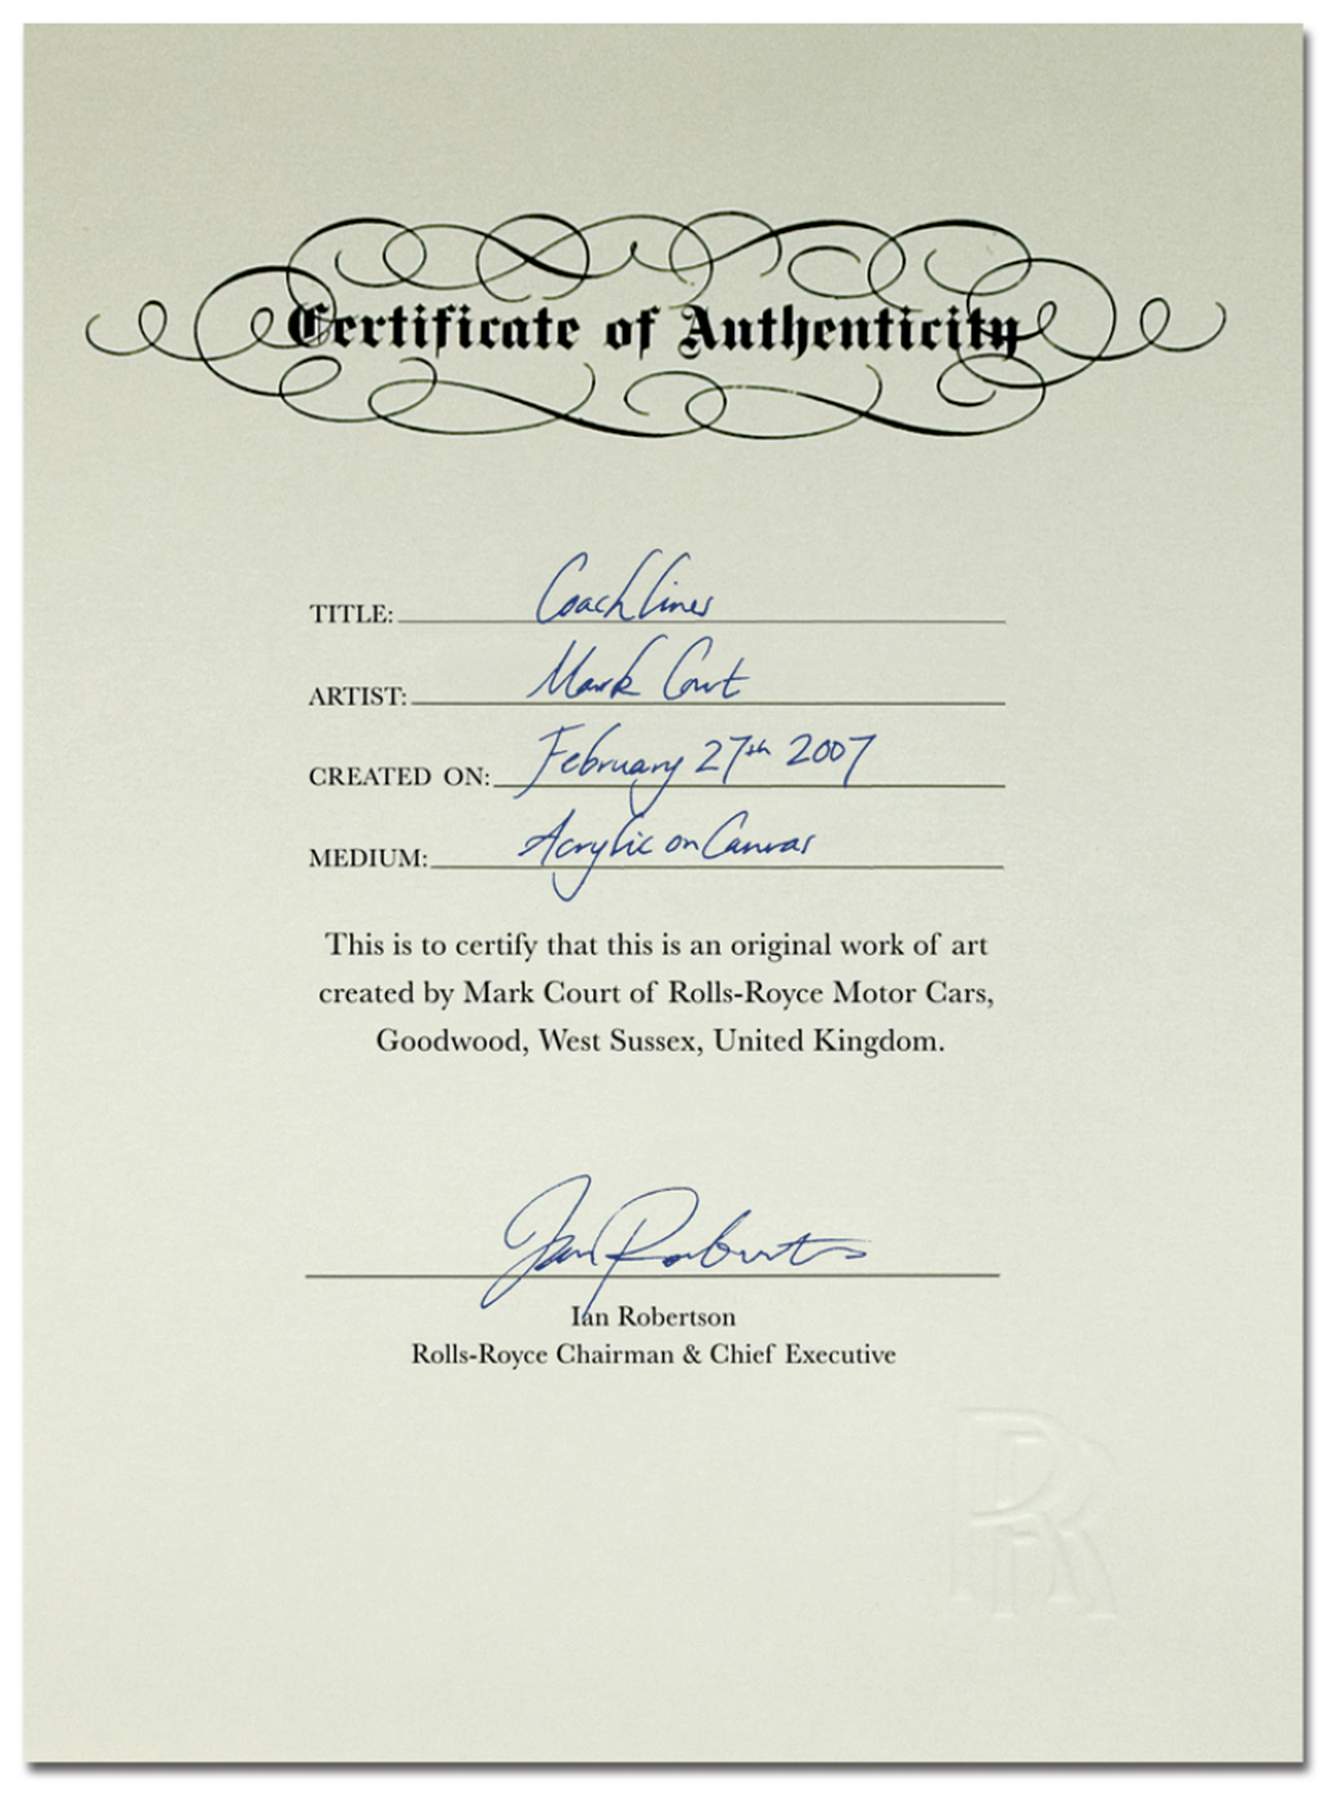 Certificate of Authenticity
TITLE: Coachlines
ARTIST: Mark Court
CREATED ON: February 27th 2007
MEDIUM: Acrylic on Canvas
This is to certify that this is an original work of art
created by Mark Court of Rolls-Royce Motor Cars,
Goodwood, West Sussex, United Kingdom.
Ian Robertson
Ian Robertson
Rolls-Royce Chairman & Chief Executive
RR